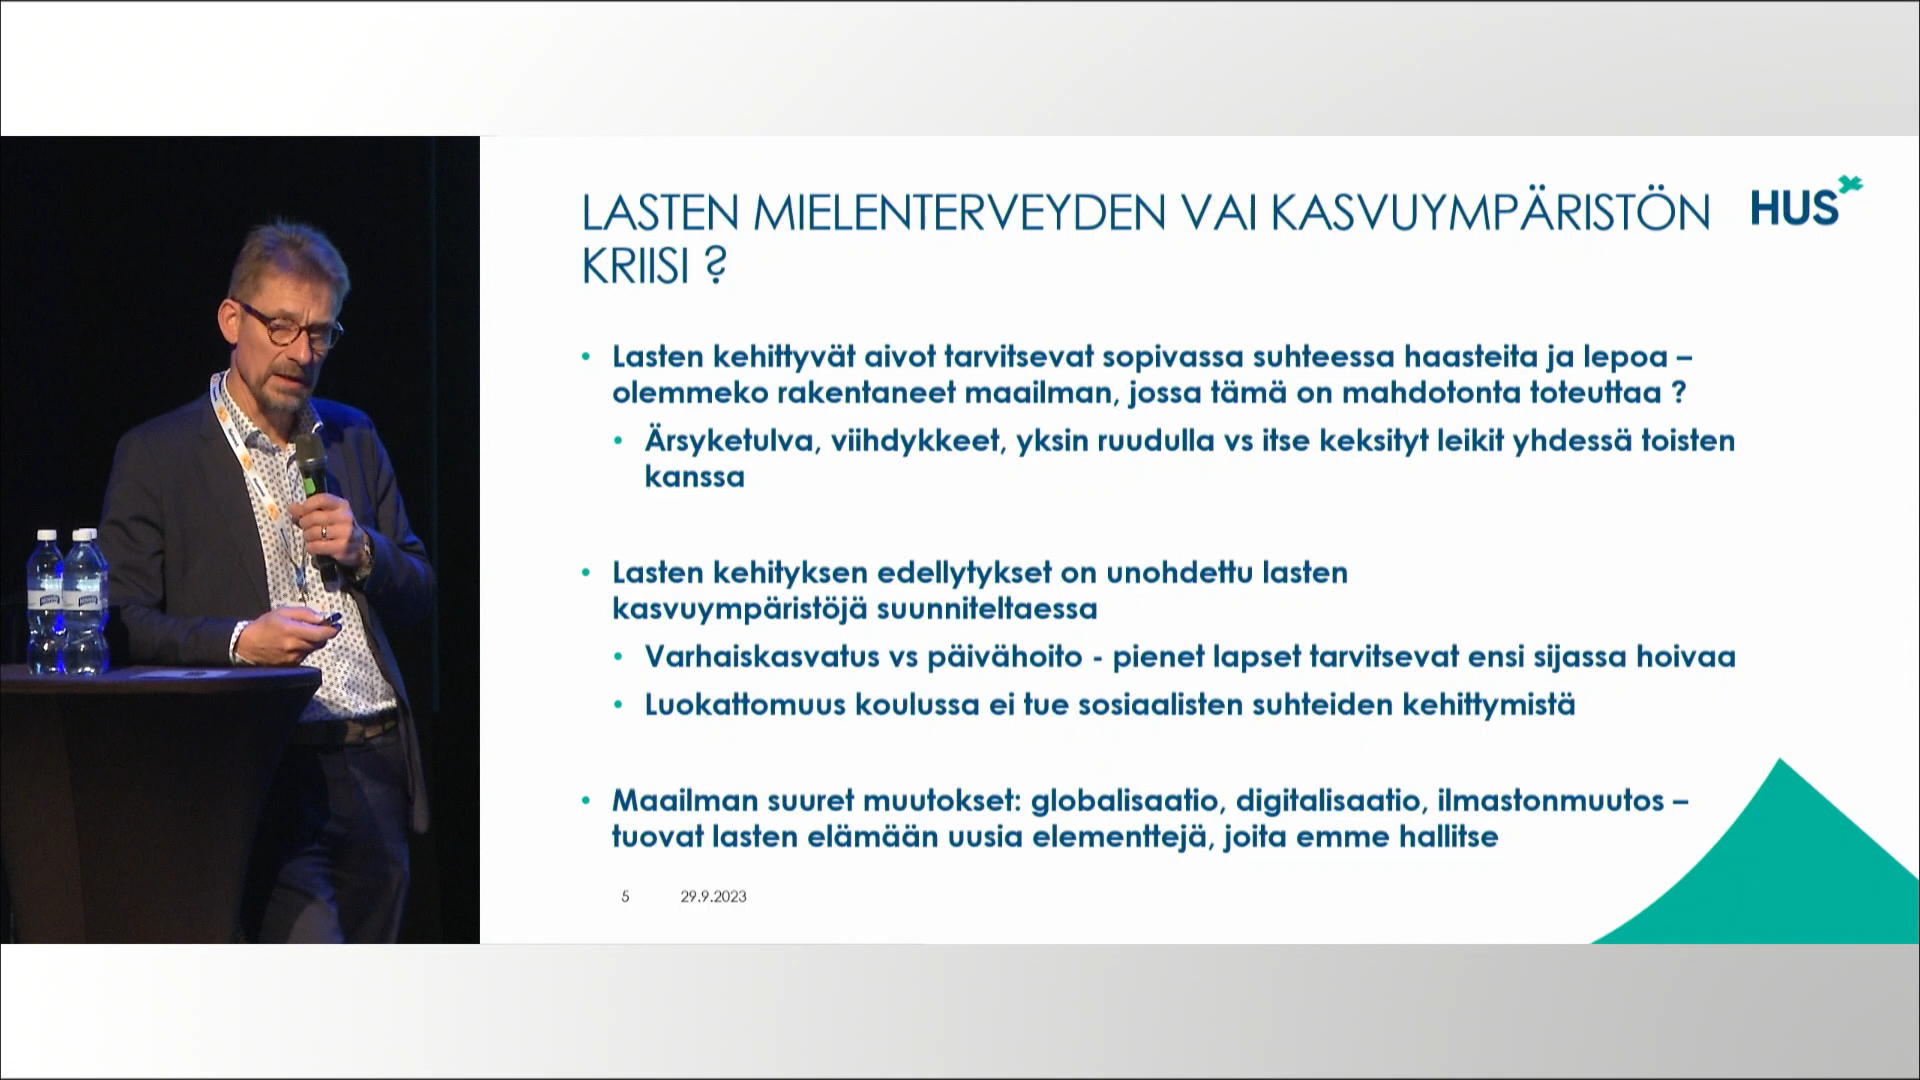 LASTEN MIELENTERVEYDEN VAI KASVUYMPÄRISTÖN
KRIISI ?
HUS
• Lasten kehittyvät aivot tarvitsevat sopivassa suhteessa haasteita ja lepoa –
olemmeko rakentaneet maailman, jossa tämä on mahdotonta toteuttaa ?
• Ärsyketulva, viihdykkeet, yksin ruudulla vs itse keksityt leikit yhdessä toisten
kanssa
• Lasten kehityksen edellytykset on unohdettu lasten
kasvuympäristöjä suunniteltaessa
• Varhaiskasvatus vs päivähoito - pienet lapset tarvitsevat ensi sijassa hoivaa
• Luokattomuus koulussa ei tue sosiaalisten suhteiden kehittymistä
• Maailman suuret muutokset: globalisaatio, digitalisaatio, ilmastonmuutos –
tuovat lasten elämään uusia elementtejä, joita emme hallitse
5 29.9.2023